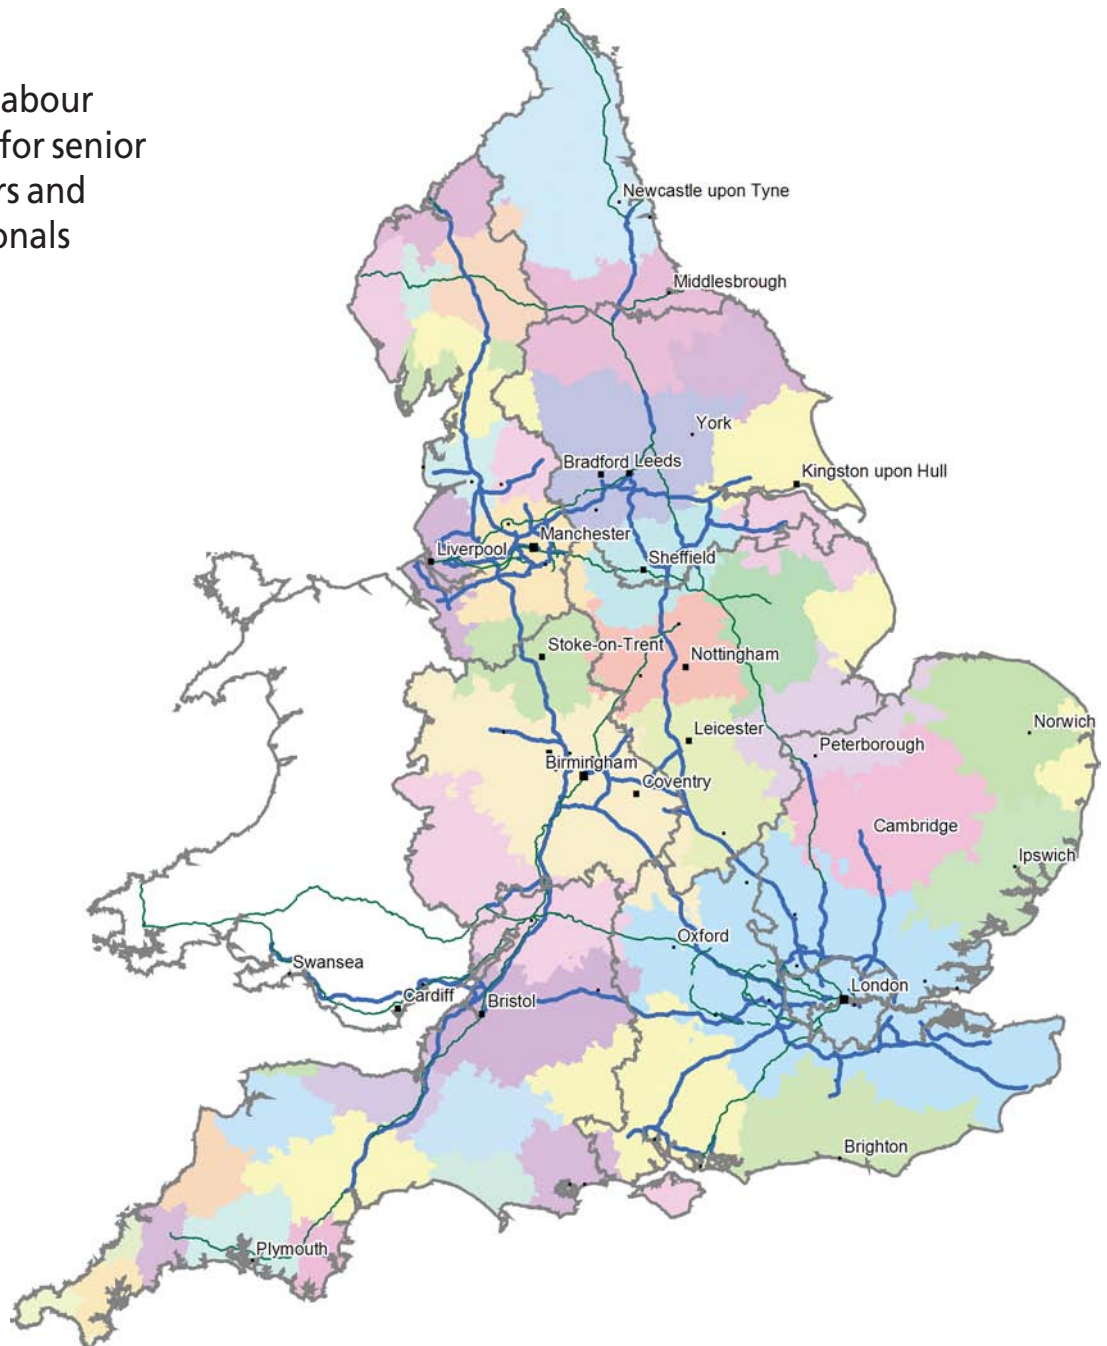 abour
for senior
rs and
onals
Newcastle upon Tyne
Middlesbrough
York
Bradford
Leeds
Kingston upon Hull
Manchester
Liverpool
Sheffield
Stoke-on-Trent
Nottingham
Norwich
Leicester
Peterborough
Birmingham
Coventry
Cambridge
Ipswich
Oxford
Swansea
London
Cardiff
Bristol
Brighton
Plymouth